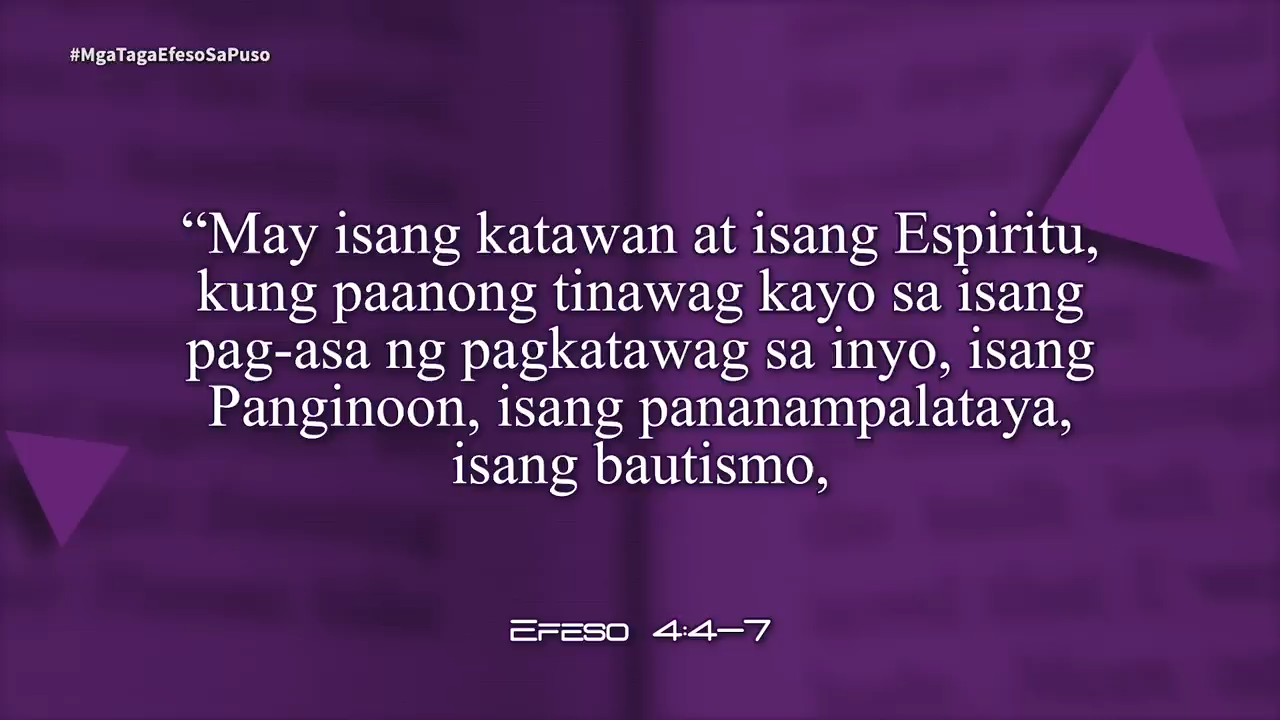 #MgaTagaEfesoSaPuso
“May isang katawan at isang Espiritu,
kung paanong tinawag kayo sa isang
pag-asa ng pagkatawag sa inyo, isang
Panginoon, isang pananampalataya,
isang bautismo,
Efeso 4:4–7